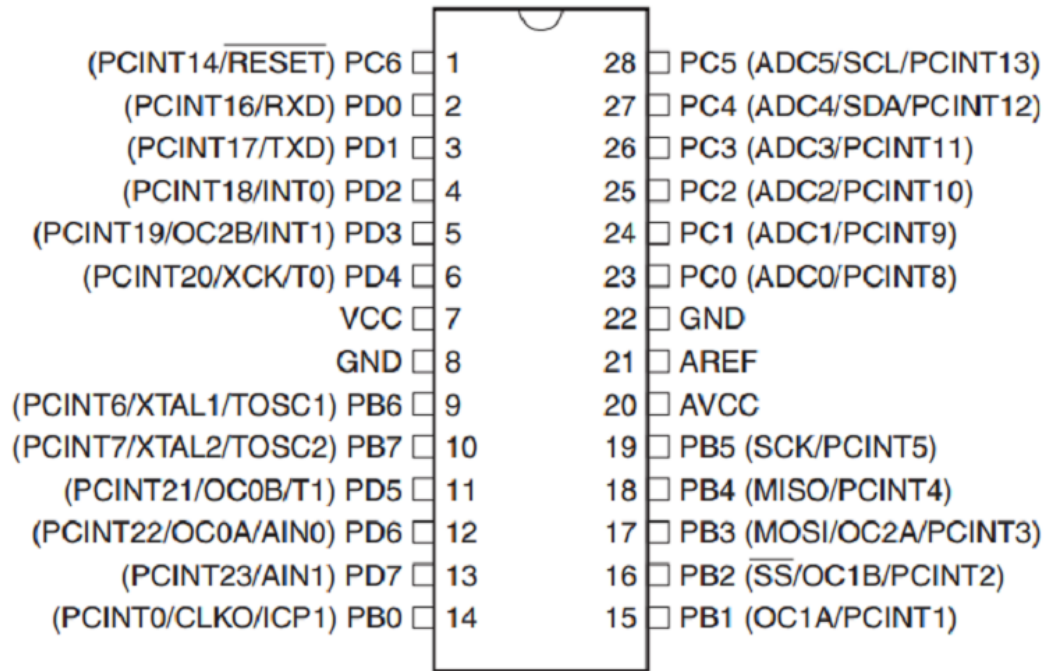 (PCINT14/RESET) PC6 1 28 PC5 (ADC5/SCL/PCINT13)
(PCINT16/RXD) PD0 2 27 PC4 (ADC4/SDA/PCINT12)
(PCINT17/TXD) PD1 3 26 PC3 (ADC3/PCINT11)
(PCINT18/INT0) PD2 4 25 PC2 (ADC2/PCINT10)
(PCINT19/OC2B/INT1) PD3 5 24 PC1 (ADC1/PCINT9)
(PCINT20/XCK/T0) PD4 6 23 PC0 (ADC0/PCINT8)
VCC 7 22 GND
GND 8 21 AREF
(PCINT6/XTAL1/TOSC1) PB6 9 20 AVCC
(PCINT7/XTAL2/TOSC2) PB7 10 19 PB5 (SCK/PCINT5)
(PCINT21/OC0B/T1) PD5 11 18 PB4 (MISO/PCINT4)
(PCINT22/OC0A/AIN0) PD6 12 17 PB3 (MOSI/OC2A/PCINT3)
(PCINT23/AIN1) PD7 13 16 PB2 (SS/OC1B/PCINT2)
(PCINT0/CLKO/ICP1) PB0 14 15 PB1 (OC1A/PCINT1)